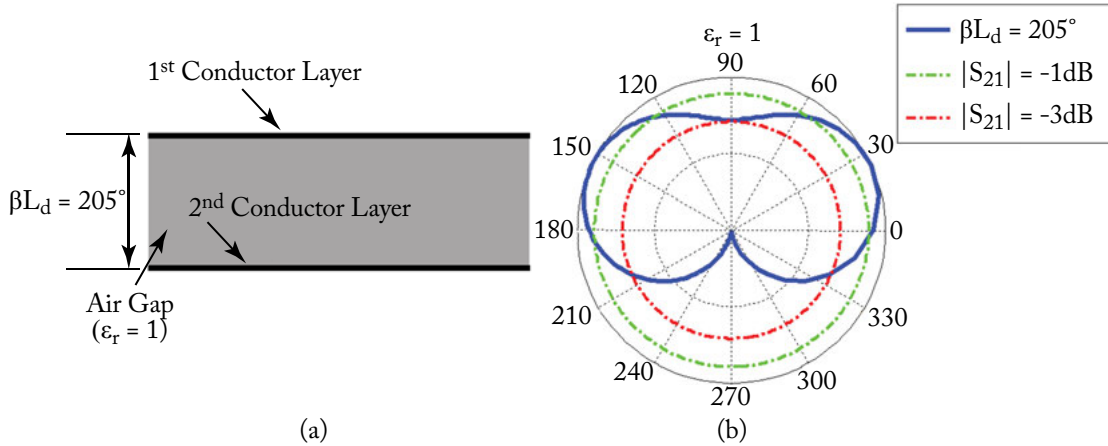 1st Conductor Layer
βLd = 205°
2nd Conductor Layer
Air Gap
(εr = 1)
(a)
εr = 1
90
120
60
150
30
180
0
210
330
240
300
270
(b)
βLd = 205°
|S21| = -1dB
|S21| = -3dB